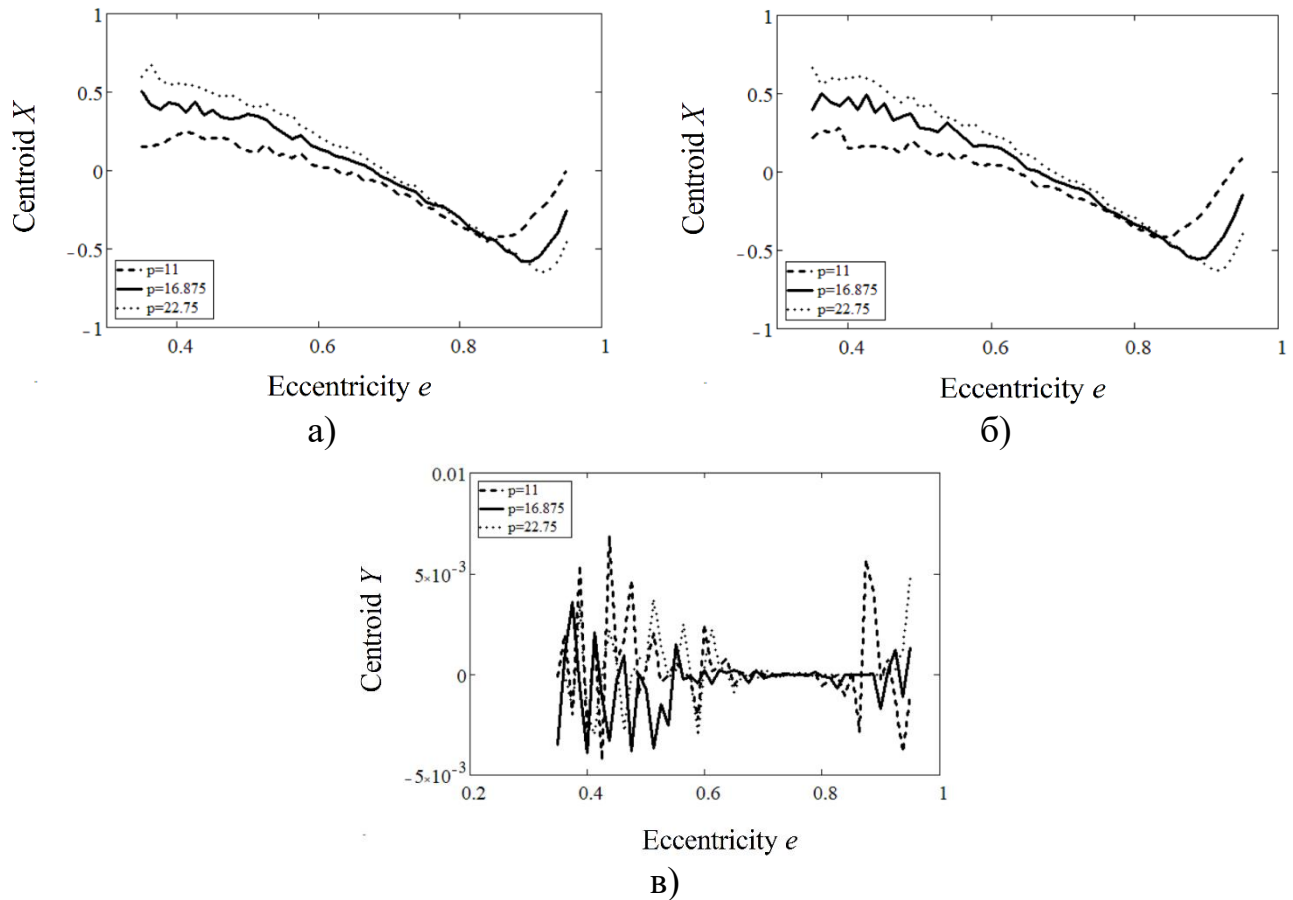 1
0.5
0
-0.5
-1
Centroid X
p=11
p=16.875
p=22.75
0.4
0.6
0.8
1
Eccentricity e
а)
1
0.5
0
-0.5
-1
Centroid X
p=11
p=16.875
p=22.75
0.4
0.6
0.8
1
Eccentricity e
б)
0.01
5×10⁻³
0
-5×10⁻³
Centroid Y
p=11
p=16.875
p=22.75
0.2
0.4
0.6
0.8
1
Eccentricity e
в)